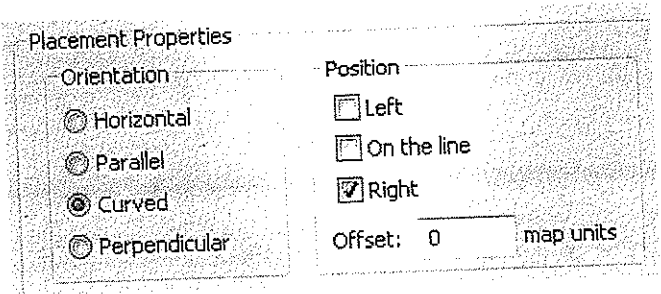 Placement Properties
Orientation
Horizontal
Parallel
Curved
Perpendicular
Position
Left
On the line
Right
Offset: 0 map units